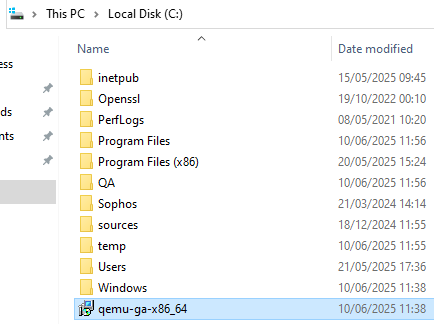 This PC > Local Disk (C:)
Name
ess
inetpub 15/05/2025 09:45
Openssl 19/10/2022 00:10
PerfLogs 08/05/2021 10:20
ds
Program Files 10/06/2025 11:56
nts
Program Files (x86) 20/05/2025 15:24
QA 10/06/2025 11:56
Sophos 21/03/2024 14:14
sources 18/12/2024 11:55
temp 10/06/2025 11:55
Users 21/05/2025 17:36
Windows 10/06/2025 11:38
qemu-ga-x86_64 10/06/2025 11:38